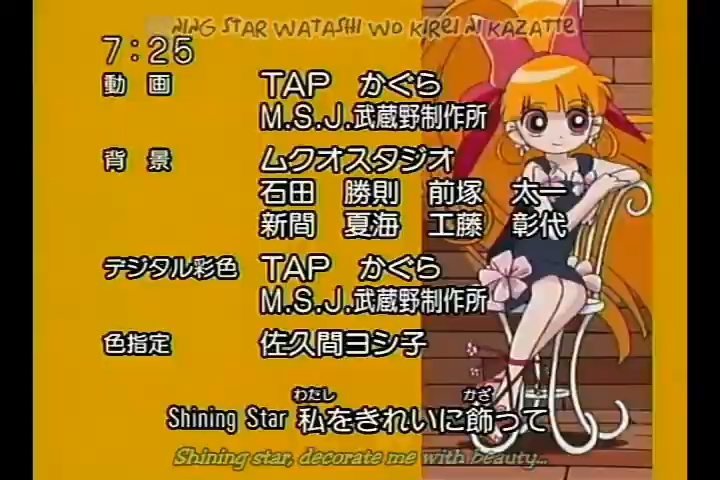 NING STAR WATASHI WO KIREI NI KAZATTE
7:25
動 画 TAP かぐら
M.S.J.武蔵野制作所
背 景 ムクオスタジオ
石田 勝則 前塚 太一
新間 夏海 工藤 彰代
デジタル彩色 TAP かぐら
M.S.J.武蔵野制作所
色指定 佐久間ヨシ子
わたし かざ
Shining Star 私をきれいに飾って
Shining star, decorate me with beauty...